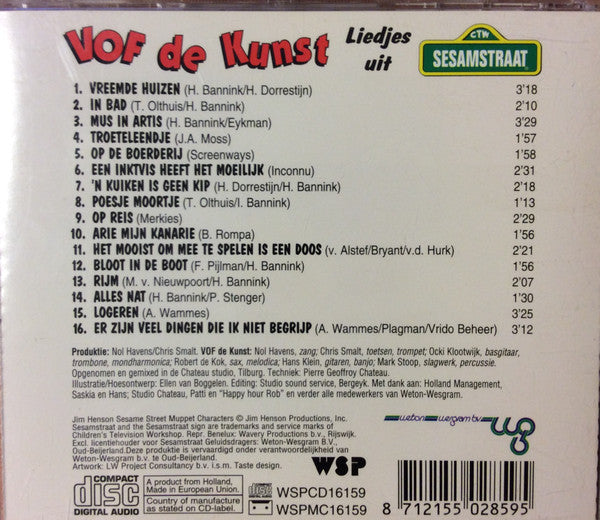 VOF de Kunst Liedjes uit CTW SESAMSTRAAT
1. VREEMDE HUIZEN (H. Bannink/H. Dorrestijn) 3'18
2. IN BAD (T. Olthuis/H. Bannink) 2'10
3. MUS IN ARTIS (H. Bannink/Eykman) 3'29
4. TROETELEENDJE (J.A. Moss) 1'57
5. OP DE BOERDERIJ (Screenways) 1'58
6. EEN INKTVIS HEEFT HET MOEILIJK (Inconnu) 2'31
7. 'N KUIKEN IS GEEN KIP (H. Dorrestijn/H. Bannink) 2'18
8. POESJE MOORTJE (T. Olthuis/I. Bannink) 1'13
9. OP REIS (Merkies) 2'29
10. ARIE MIJN KANARIE (B. Rompa) 1'56
11. HET MOOIST OM MEE TE SPELEN IS EEN DOOS (v. Alstef/Bryant/v.d. Hurk) 2'21
12. BLOOT IN DE BOOT (F. Pijlman/H. Bannink) 1'56
13. RIJM (M. v. Nieuwpoort/H. Bannink) 2'07
14. ALLES NAT (H. Bannink/P. Stenger) 1'30
15. LOGEREN (A. Wammes) 3'25
16. ER ZIJN VEEL DINGEN DIE IK NIET BEGRIJP (A. Wammes/Plagman/Vrido Beheer) 3'12
Produktie: Nol Havens/Chris Smalt. VOF de Kunst: Nol Havens, zang; Chris Smalt, toetsen, trompet; Ocki Klootwijk, basgitaar,
trombone, mondharmonica; Robert de Kok, sax, melodica; Hans Klein, gitaren, banjo; Mark Stoop, slagwerk, percussie.
Opgenomen en gemixed in de Chateau studio, Tilburg. Techniek: Pierre Geoffroy Chateau.
Illustratie/Hoesontwerp: Ellen van Boggelen. Editing: Studio sound service, Bergeyk. Met dank aan: Holland Management,
Saskia en Hans; Studio Chateau, Patti en "Happy hour Rob" en verder alle medewerkers van Weton-Wesgram.
Jim Henson Sesame Street Muppet Characters © Jim Henson Productions, Inc.
Sesamstraat and the Sesamstraat sign are trademarks and service marks of
Children's Television Workshop. Repr. Benelux: Wavery Productions b.v., Rijswijk.
Excl. licentiehouder voor Sesamstraat Geluidsdragers: Weton-Wesgram B.V.,
Oud-Beijerland. Deze produktie is vervaardigd onder verantwoordelijkheid van
Weton-Wesgram b.v. te Oud-Beijerland.
Artwork: LW Project Consultancy b.v. i.s.m. Taste design.
weton wesgram bv
WSP
COMPACT disc DIGITAL AUDIO
A product from Holland,
Made in European Union.
Country of manufacture
as stated on CD-label.
WSPCD16159
WSPMC16159
8 712155 028595